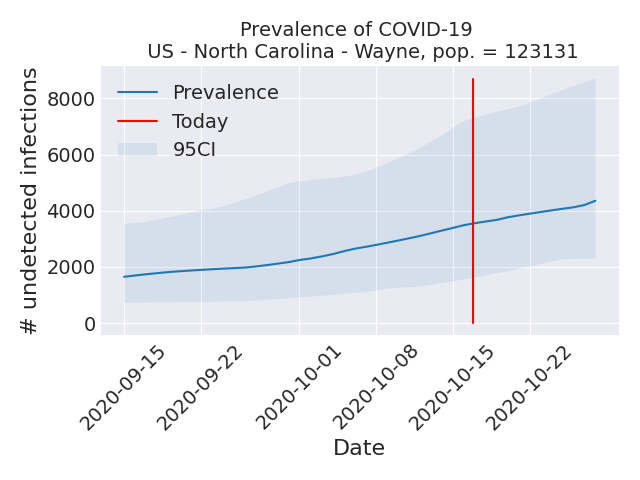 Prevalence of COVID-19
US - North Carolina - Wayne, pop. = 123131
# undetected infections
8000
6000
4000
2000
0
Prevalence
Today
95CI
2020-09-15
2020-09-22
2020-10-01
2020-10-08
2020-10-15
2020-10-22
Date